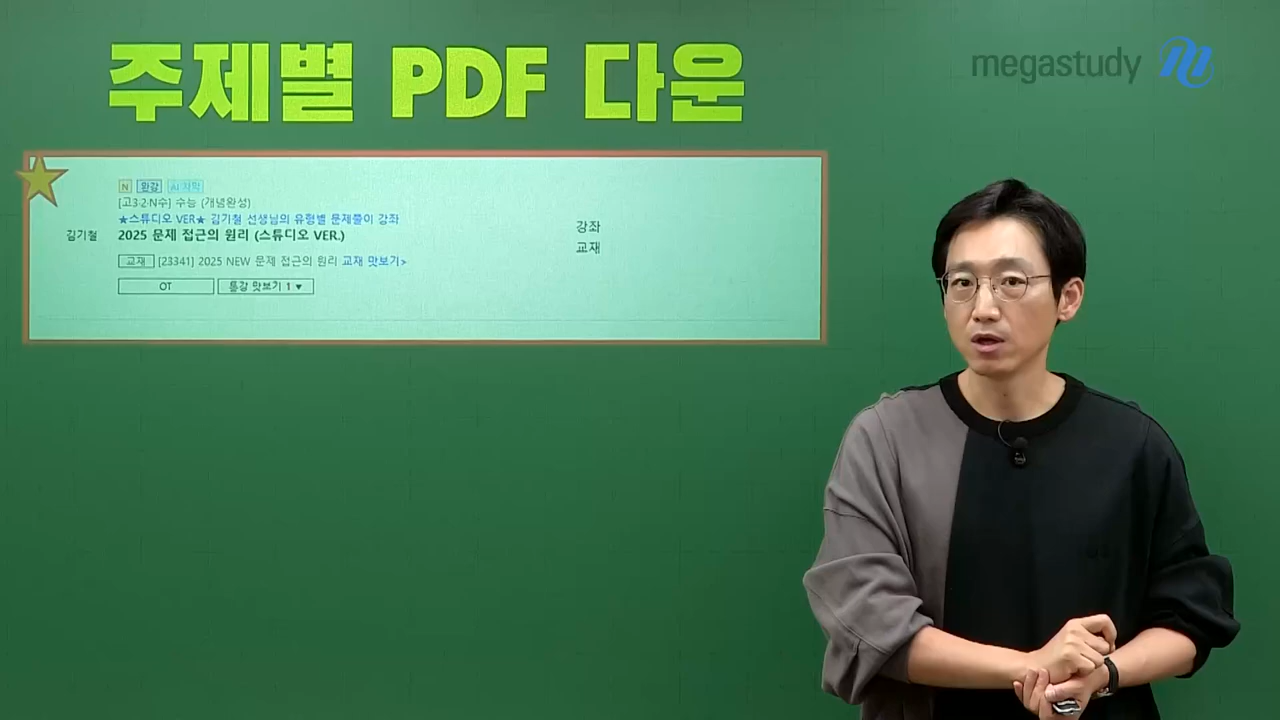 주제별 PDF 다운
megastudy
N 완강 AI자막
[고3·2·N수] 수능 (개념완성)
★스튜디오 VER★ 김기철 선생님의 유형별 문제풀이 강좌
김기철 2025 문제 접근의 원리 (스튜디오 VER.)
강좌
교재
교재 [23341] 2025 NEW 문제 접근의 원리 교재 맛보기>
OT 특강 맛보기 1 ▼